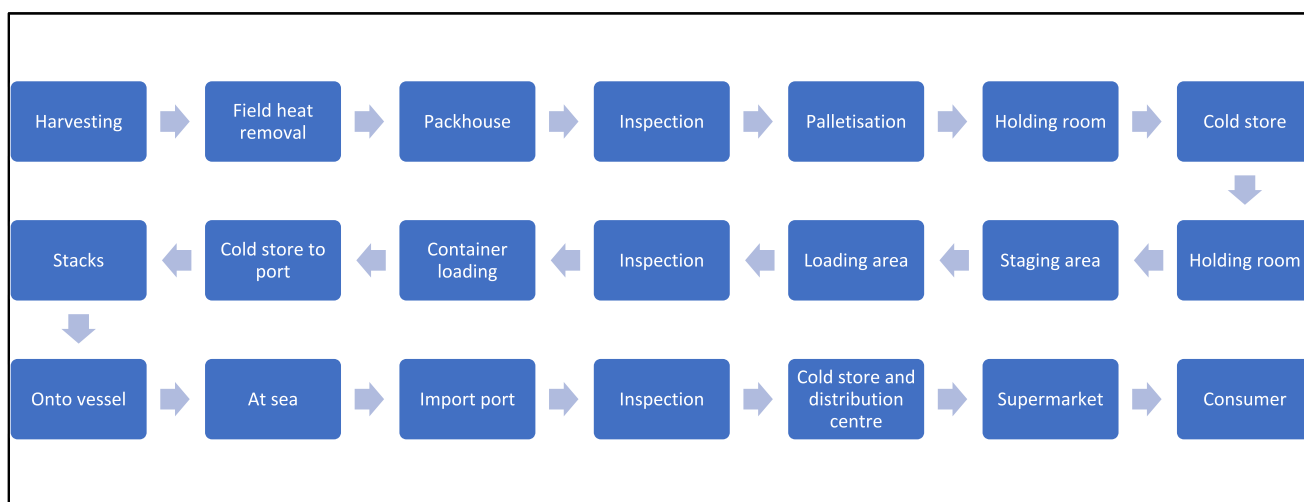 Harvesting
Field heat
removal
Packhouse
Inspection
Palletisation
Holding room
Cold store
Holding room
Staging area
Loading area
Inspection
Container
loading
Cold store to
port
Stacks
Onto vessel
At sea
Import port
Inspection
Cold store and
distribution
centre
Supermarket
Consumer